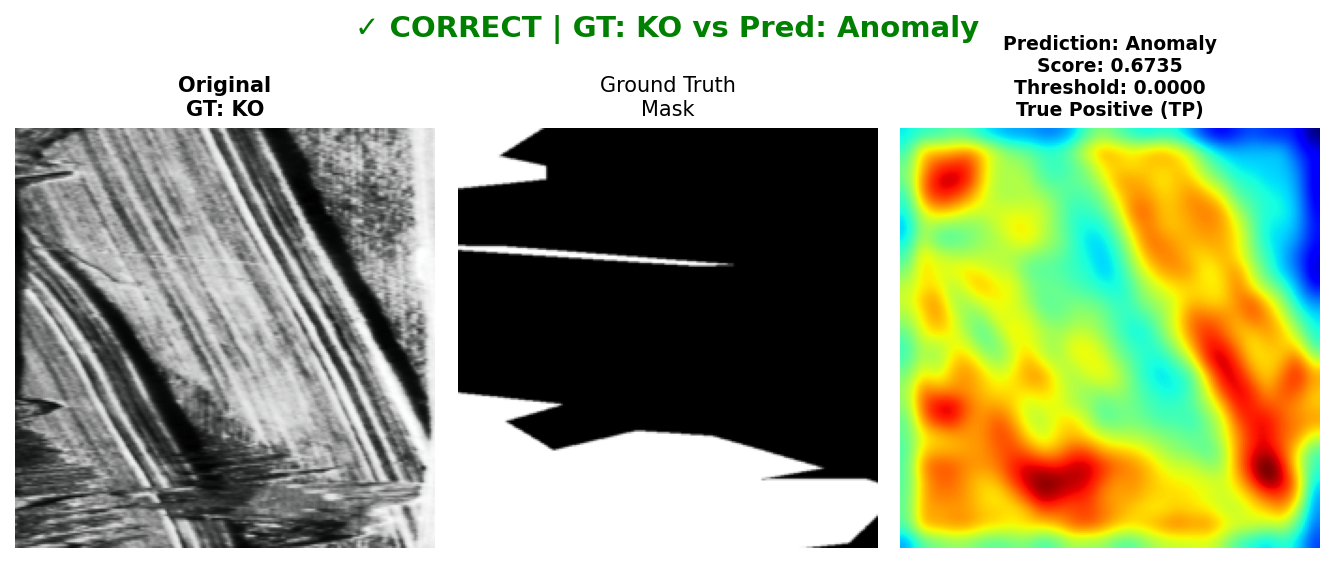 ✓ CORRECT | GT: KO vs Pred: Anomaly
Original
GT: KO
Ground Truth
Mask
Prediction: Anomaly
Score: 0.6735
Threshold: 0.0000
True Positive (TP)